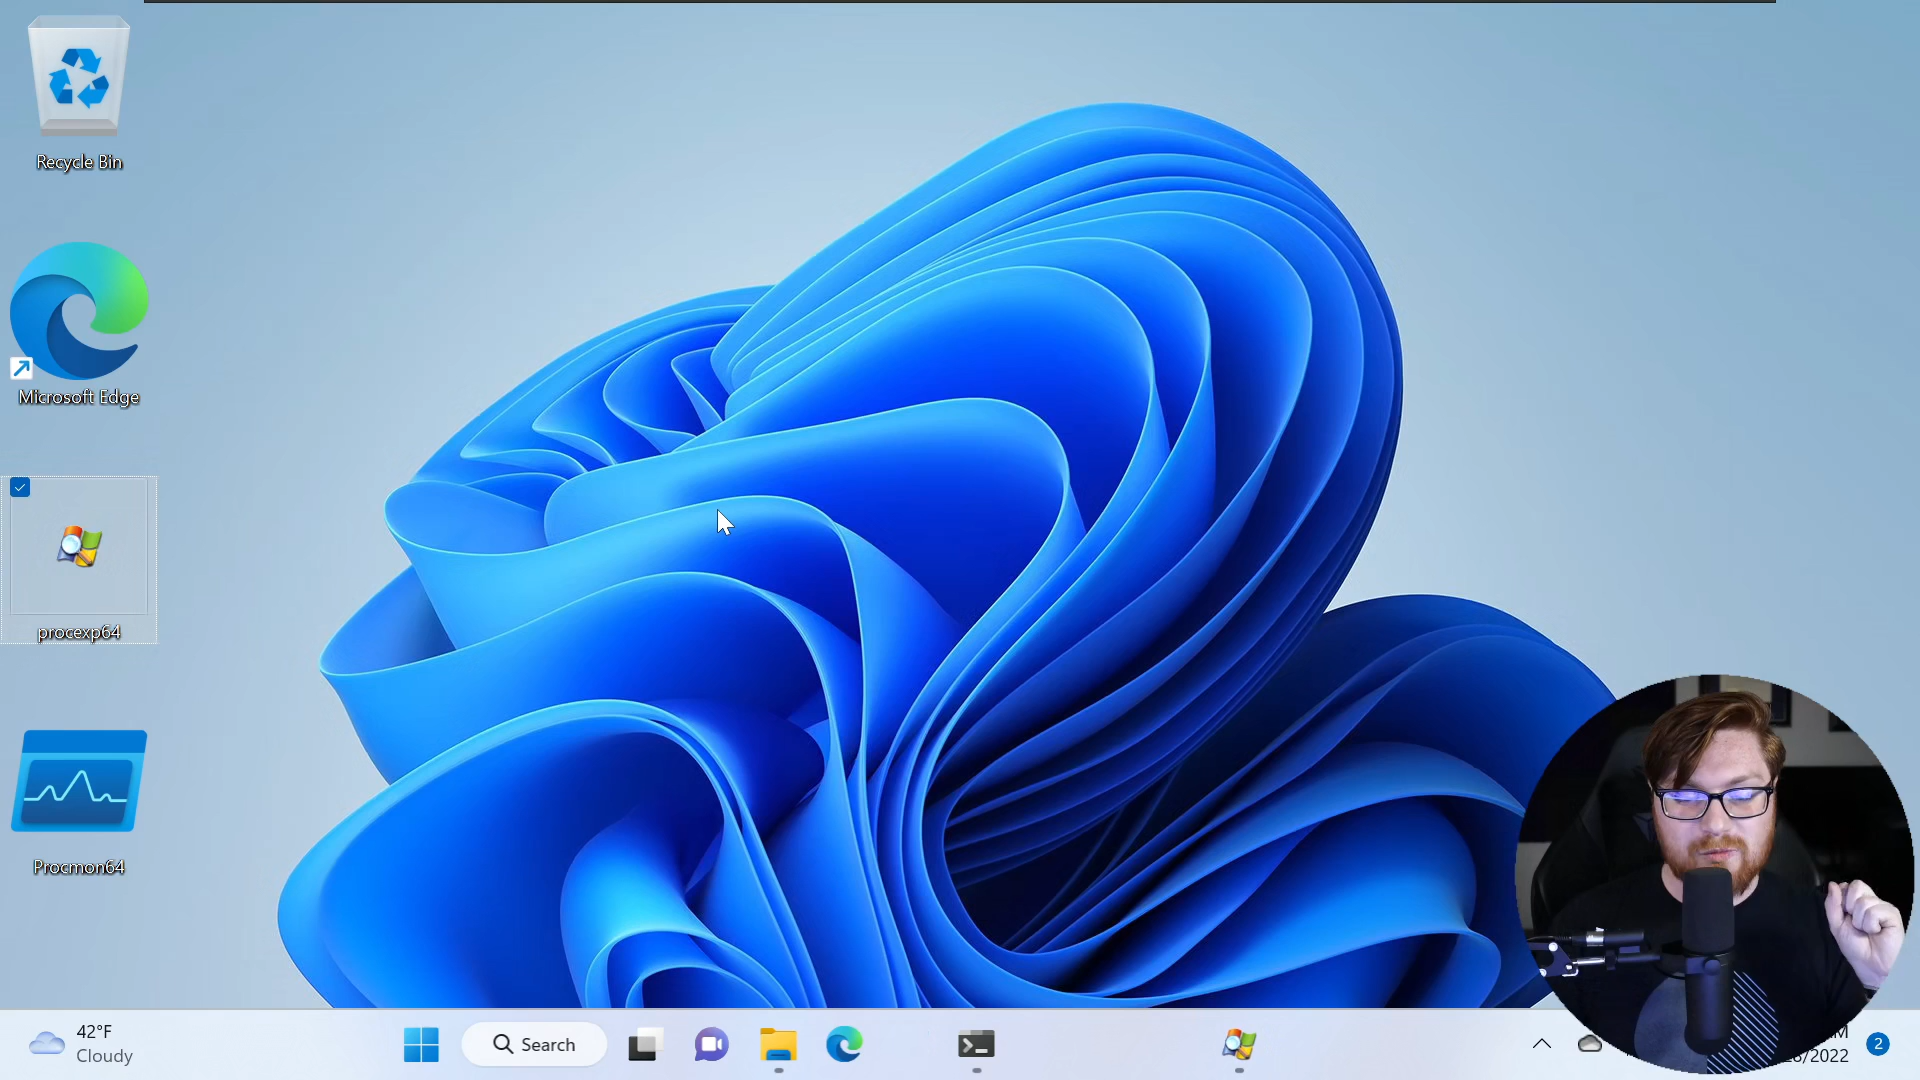 Recycle Bin
Microsoft Edge
procexp64
Procmon64
42°F
Cloudy
Search
2